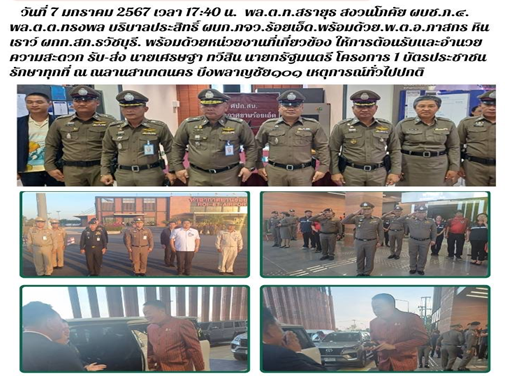 วันที่ 7 มกราคม 2567 เวลา 17:40 น. พล.ต.ท.สรายุธ สงวนโภคัย ผบช.ภ.๔.
พล.ต.ต.ทรงพล บริบาลประสิทธิ์ ผบก.ภจว.ร้อยเอ็ด.พร้อมด้วย.พ.ต.อ.ภาสกร หิน
เธาว์ ผกก.สภ.ธวัชบุรี. พร้อมด้วยหน่วยงานที่เกี่ยวข้อง ให้การต้อนรับและอำนวย
ความสะดวก รับ-ส่ง นายเศรษฐา ทวีสิน นายกรัฐมนตรี โครงการ 1 บัตรประชาชน
รักษาทุกที่ ณ ณลานสาเกตนคร บึงพลาญชัย๑๐๑ เหตุการณ์ทั่วไปปกติ